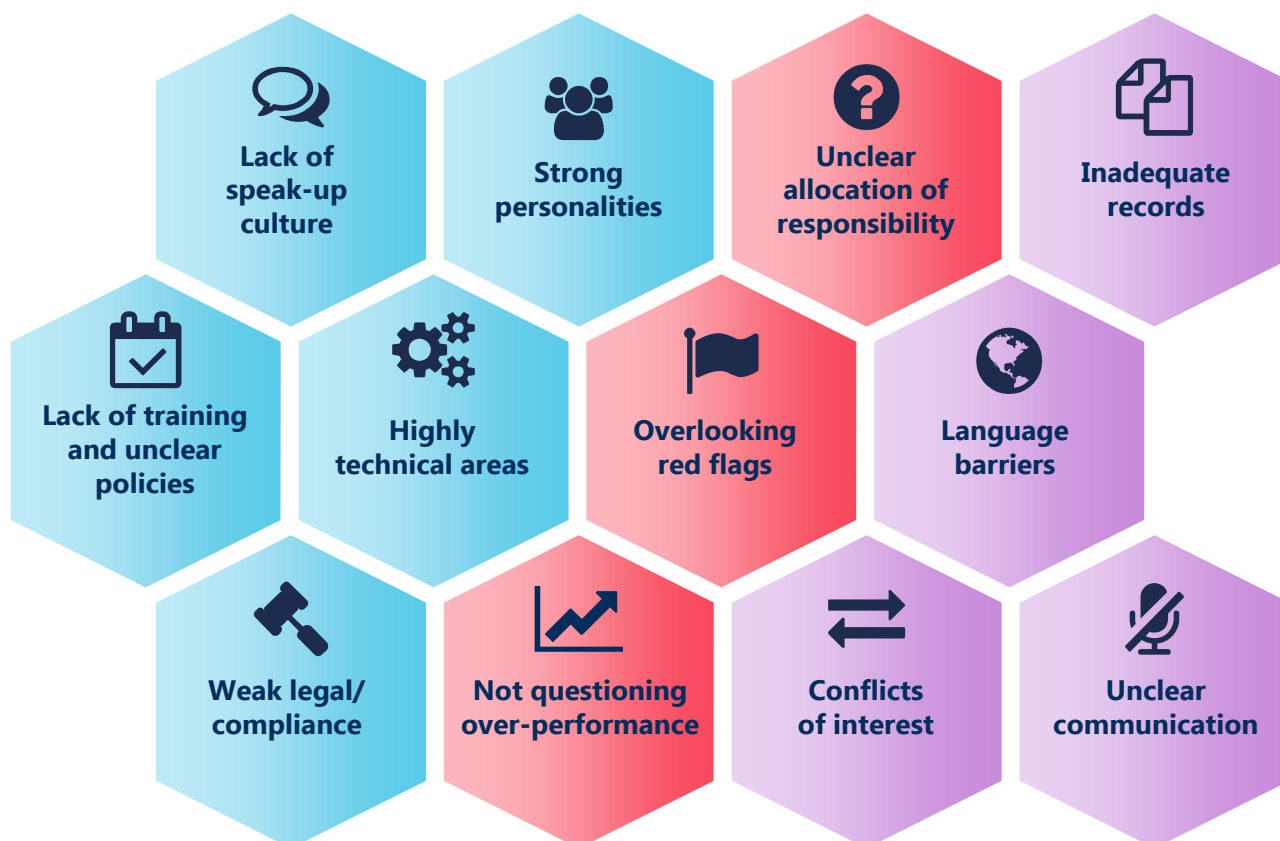 Lack of
speak-up
culture
Strong
personalities
Unclear
allocation of
responsibility
Inadequate
records
Lack of training
and unclear
policies
Highly
technical areas
Overlooking
red flags
Language
barriers
Weak legal/
compliance
Not questioning
over-performance
Conflicts
of interest
Unclear
communication